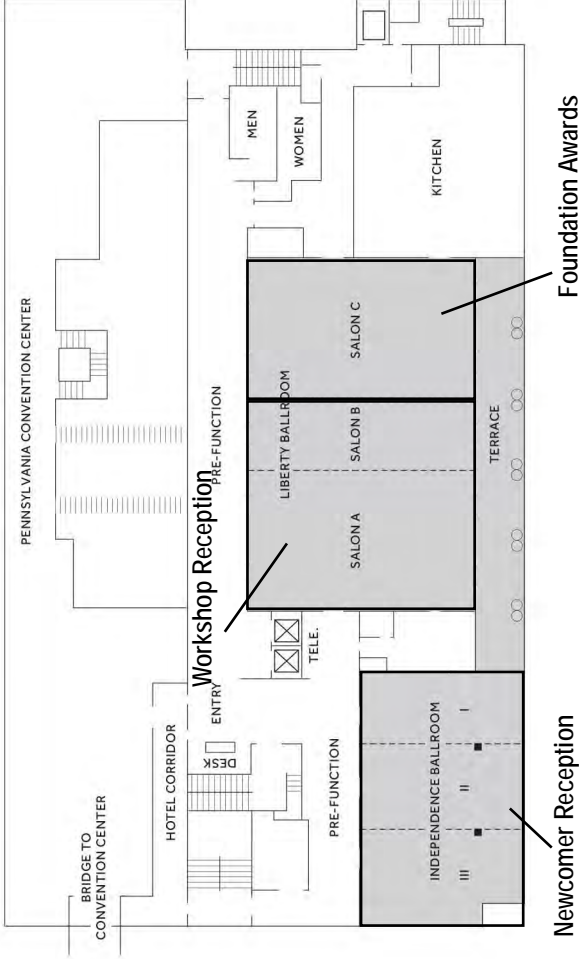 PENNSYLVANIA CONVENTION CENTER
BRIDGE TO
CONVENTION CENTER
HOTEL CORRIDOR
ENTRY
DESK
PRE-FUNCTION
MEN
WOMEN
Workshop Reception
TELE.
LIBERTY BALLROOM
SALON A
SALON B
SALON C
KITCHEN
PRE-FUNCTION
INDEPENDENCE BALLROOM
III
II
I
TERRACE
Newcomer Reception
Foundation Awards